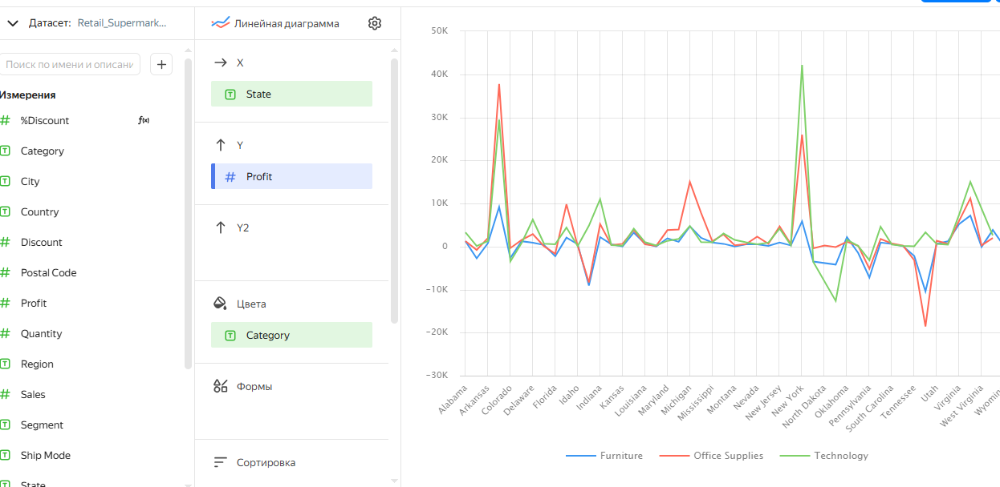 Датасет: Retail_Supermark...
Поиск по имени и описани
+
Измерения
# %Discount f(x)
T Category
T City
T Country
# Discount
# Postal Code
# Profit
# Quantity
T Region
# Sales
T Segment
T Ship Mode
T State
Линейная диаграмма
X
T State
Y
# Profit
Y2
Цвета
T Category
Формы
Сортировка
50K
40K
30K
20K
10K
0
-10K
-20K
-30K
Alabama
Arkansas
Colorado
Delaware
Florida
Idaho
Indiana
Kansas
Louisiana
Maryland
Michigan
Mississippi
Montana
Nevada
New Jersey
New York
North Dakota
Oklahoma
Pennsylvania
South Carolina
Tennessee
Utah
Virginia
West Virginia
Wyomin
Furniture Office Supplies Technology